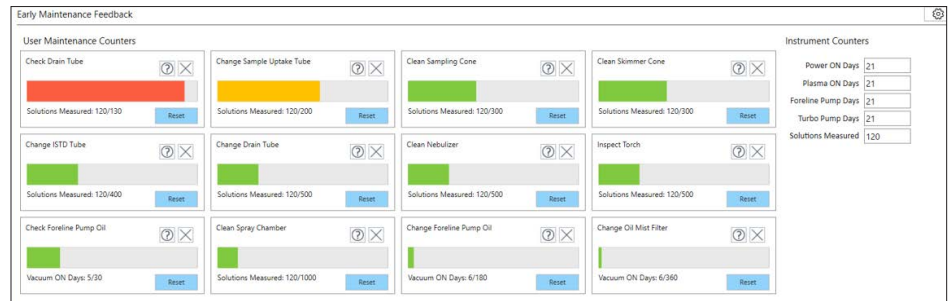 Early Maintenance Feedback
User Maintenance Counters
Instrument Counters
Check Drain Tube
Solutions Measured: 120/130
Reset
Change Sample Uptake Tube
Solutions Measured: 120/200
Reset
Clean Sampling Cone
Solutions Measured: 120/300
Reset
Clean Skimmer Cone
Solutions Measured: 120/300
Reset
Power ON Days 21
Plasma ON Days 21
Foreline Pump Days 21
Turbo Pump Days 21
Solutions Measured 120
Change ISTD Tube
Solutions Measured: 120/400
Reset
Change Drain Tube
Solutions Measured: 120/500
Reset
Clean Nebulizer
Solutions Measured: 120/500
Reset
Inspect Torch
Solutions Measured: 120/500
Reset
Check Foreline Pump Oil
Vacuum ON Days: 5/30
Reset
Clean Spray Chamber
Solutions Measured: 120/1000
Reset
Change Foreline Pump Oil
Vacuum ON Days: 6/180
Reset
Change Oil Mist Filter
Vacuum ON Days: 6/360
Reset